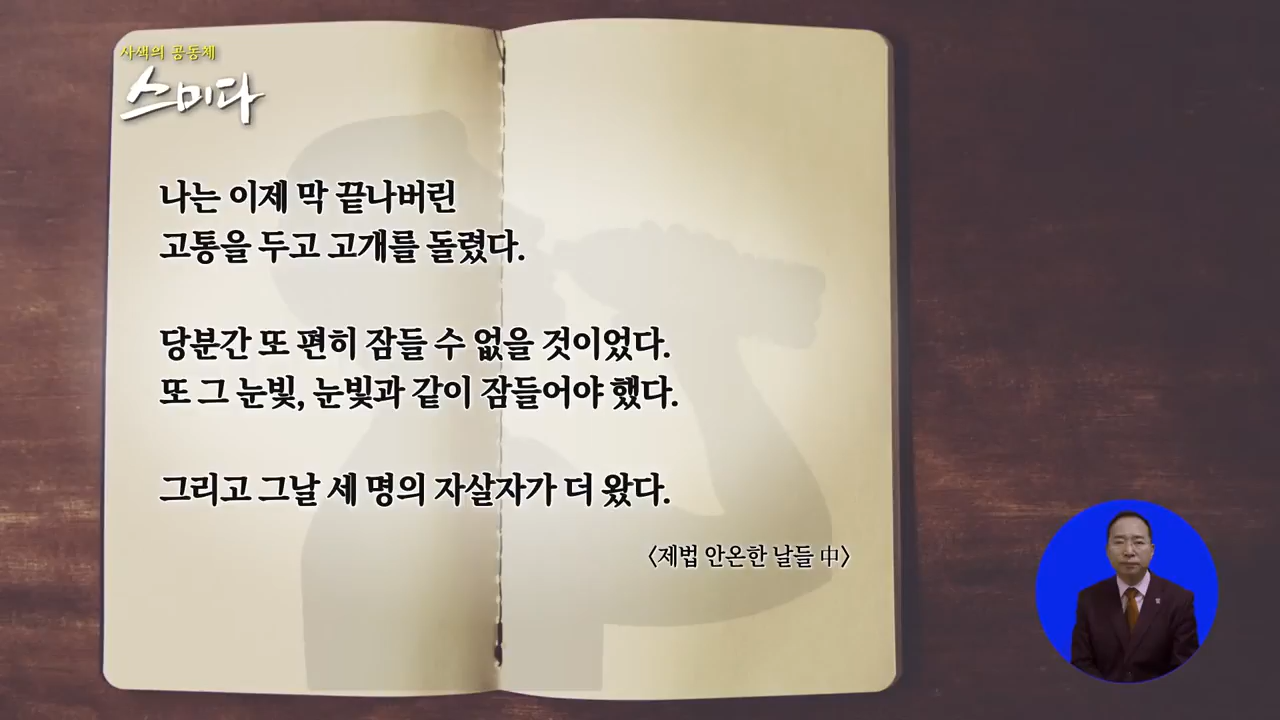 사색의 공동체
스미다
나는 이제 막 끝나버린
고통을 두고 고개를 돌렸다.
당분간 또 편히 잠들 수 없을 것이었다.
또 그 눈빛, 눈빛과 같이 잠들어야 했다.
그리고 그날 세 명의 자살자가 더 왔다.
〈제법 안온한 날들 中〉